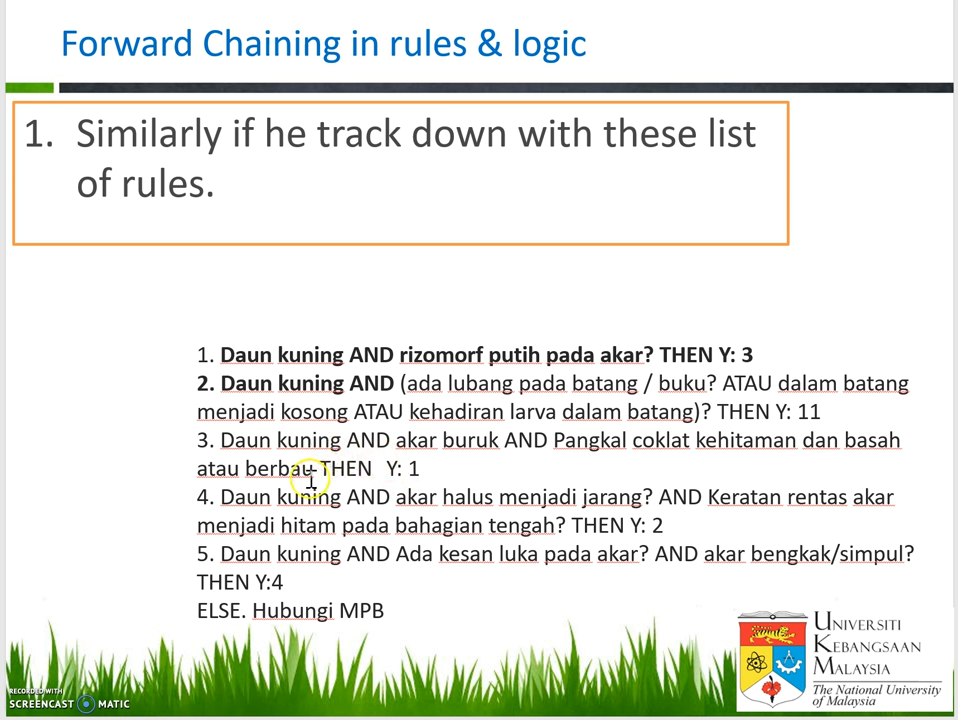 Forward Chaining in rules & logic
1. Similarly if he track down with these list
of rules.
1. Daun kuning AND rizomorf putih pada akar? THEN Y: 3
2. Daun kuning AND (ada lubang pada batang / buku? ATAU dalam batang
menjadi kosong ATAU kehadiran larva dalam batang)? THEN Y: 11
3. Daun kuning AND akar buruk AND Pangkal coklat kehitaman dan basah
atau berbau THEN Y: 1
4. Daun kuning AND akar halus menjadi jarang? AND Keratan rentas akar
menjadi hitam pada bahagian tengah? THEN Y: 2
5. Daun kuning AND Ada kesan luka pada akar? AND akar bengkak/simpul?
THEN Y:4
ELSE. Hubungi MPB
UNIVERSITI
KEBANGSAAN
MALAYSIA
The National University
of Malaysia
RECORDED WITH
SCREENCAST MATIC